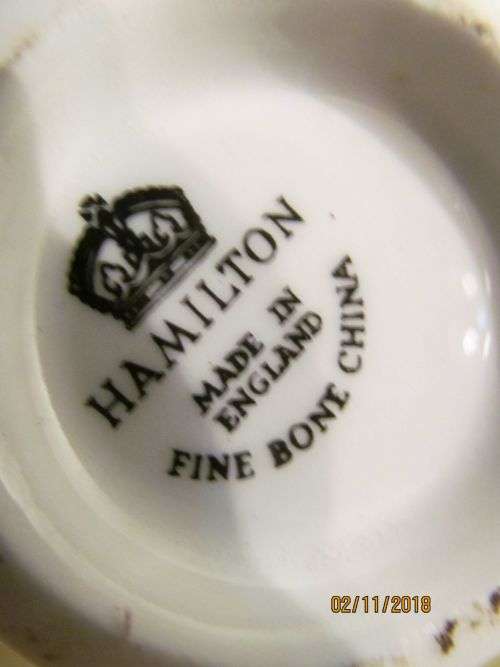 HAMILTON
MADE IN
ENGLAND
FINE BONE CHINA
02/11/2018